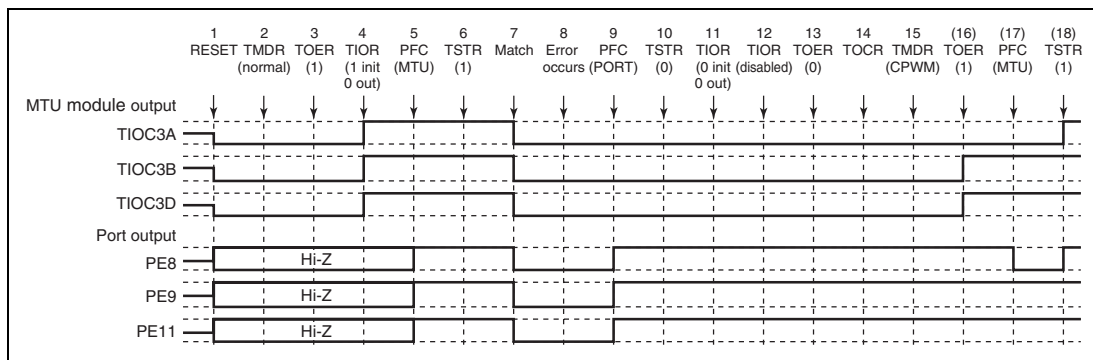 1 2 3 4 5 6 7 8 9 10 11 12 13 14 15 (16) (17) (18)
RESET TMDR TOER TIOR PFC TSTR Match Error PFC TSTR TIOR TIOR TOER TOCR TMDR TOER PFC TSTR
(normal) (1) (1 init (MTU) (1) occurs (PORT) (0) (0 init (disabled) (0) (CPWM) (1) (MTU) (1)
0 out) 0 out)
MTU module output
TIOC3A
TIOC3B
TIOC3D
Port output
PE8 Hi-Z
PE9 Hi-Z
PE11 Hi-Z